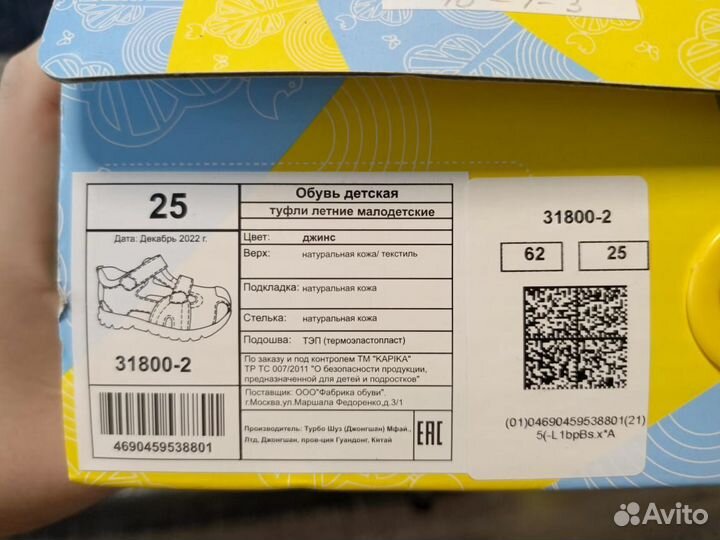 25
Дата: Декабрь 2022 г.
31800-2
4690459538801
Обувь детская
туфли летние малодетские
Цвет: джинс
Верх: натуральная кожа/ текстиль
Подкладка: натуральная кожа
Стелька: натуральная кожа
Подошва: ТЭП (термоэластопласт)
По заказу и под контролем ТМ "KAPIKA"
ТР ТС 007/2011 "О безопасности продукции,
предназначенной для детей и подростков"
Поставщик: ООО"Фабрика обуви".
г.Москва,ул.Маршала Федоренко,д.3/1
Производитель: Турбо Шуз (Джонгшан) Мфай.,
Лтд, Джонгшан, пров-ция Гуандонг, Китай
EAC
31800-2
62 25
(01)04690459538801(21)
5(-L1bpBs.x*A
Avito